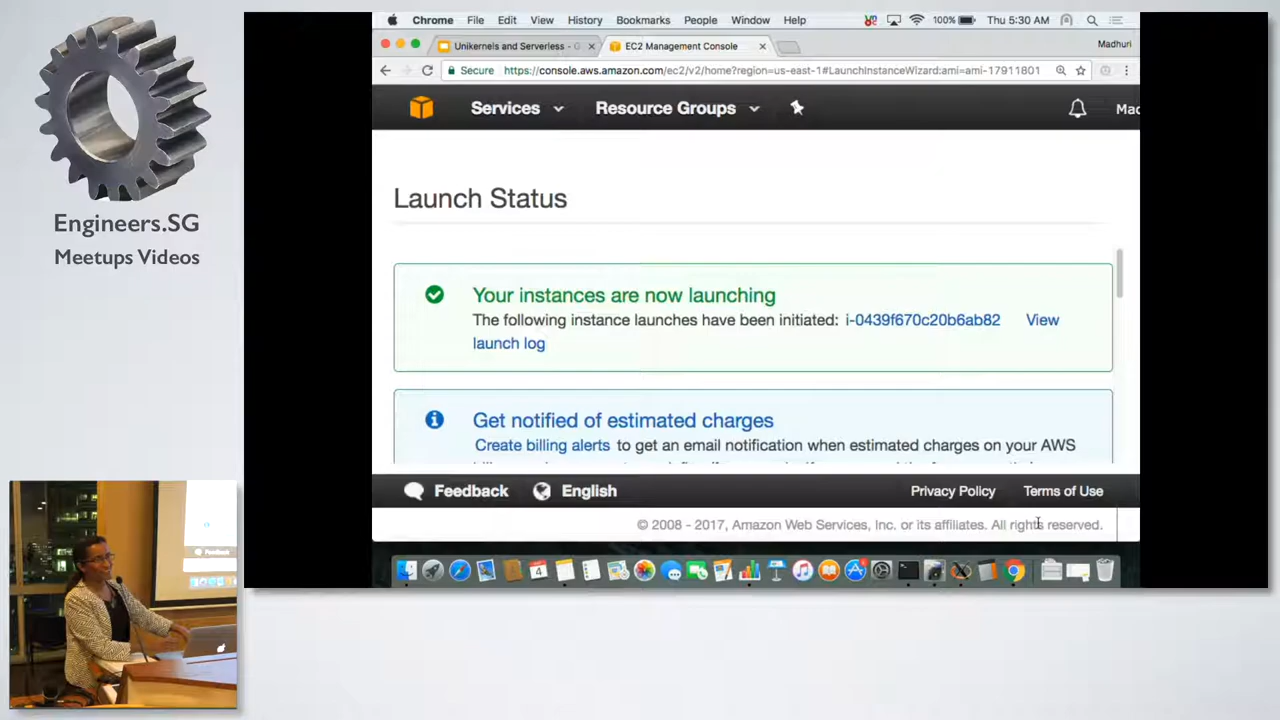 Engineers.SG
Meetups Videos
Chrome File Edit View History Bookmarks People Window Help 100% Thu 5:30 AM
Unikernels and Serverless - G
EC2 Management Console
Madhuri
Secure https://console.aws.amazon.com/ec2/v2/home?region=us-east-1#LaunchInstanceWizard:ami=ami-17911801
Services Resource Groups Mad
Launch Status
Your instances are now launching
The following instance launches have been initiated: i-0439f670c20b6ab82 View
launch log
Get notified of estimated charges
Create billing alerts to get an email notification when estimated charges on your AWS
Feedback English Privacy Policy Terms of Use
© 2008 - 2017, Amazon Web Services, Inc. or its affiliates. All rights reserved.
4
Feedback